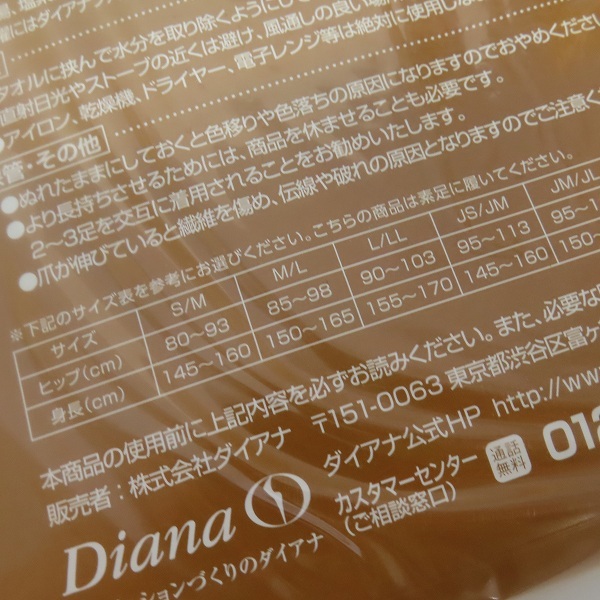 タオルに挟んで水分を取り除くように
直射日光やストーブの近くは避け、風通しの良い場所
アイロン、乾燥機、ドライヤー、電子レンジ等は絶対に使用し
管・その他
●ぬれたままにしておくと色移りや色落ちの原因になりますのでおやめくだ
●より長持ちさせるためには、商品を休ませることも必要です。
2〜3足を交互に着用されることをお勧めいたします。
●爪が伸びていると繊維を傷め、伝線や破れの原因となりますのでご注意く
※下記のサイズ表を参考にお選びください。こちらの商品は素足に履いてください。
サイズ S/M M/L L/LL JS/JM JM/JL
ヒップ(cm) 80〜93 85〜98 90〜103 95〜113 95〜1
身長(cm) 145〜160 150〜165 155〜170 145〜160 150〜
本商品の使用前に上記内容を必ずお読みください。また、必要な
販売者：株式会社ダイアナ 〒151-0063 東京都渋谷区富ヶ
ダイアナ公式HP http://www
Diana カスタマーセンター
(ご相談窓口) 通話無料 012
ションづくりのダイアナ